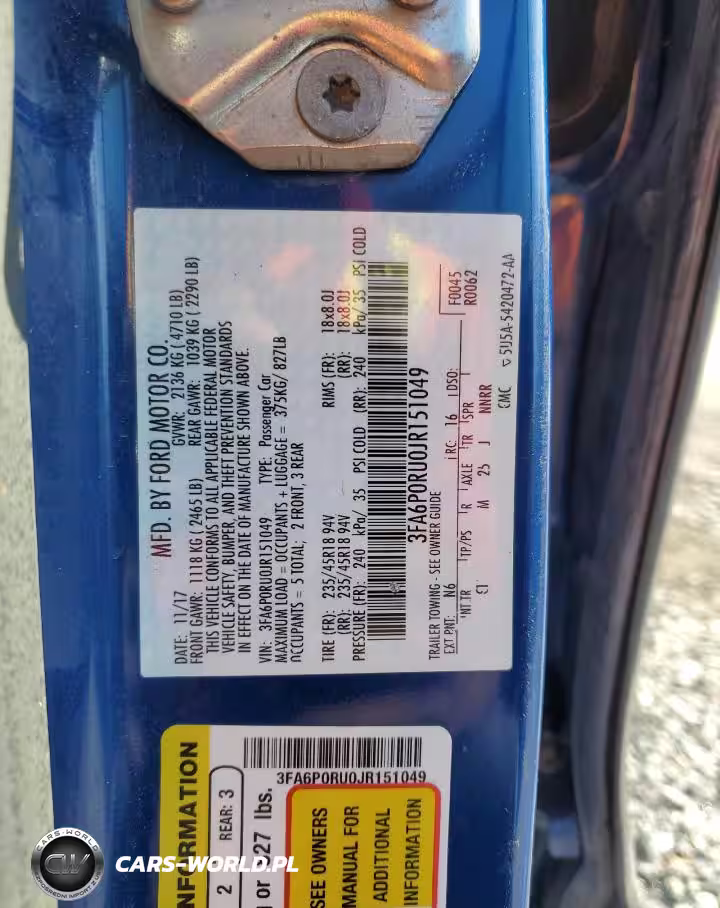 MFD. BY FORD MOTOR CO.
DATE: 11/17 GVWR: 2136 KG ( 4710 LB)
FRONT GAWR: 1118 KG ( 2465 LB) REAR GAWR: 1039 KG ( 2290 LB)
THIS VEHICLE CONFORMS TO ALL APPLICABLE FEDERAL MOTOR
VEHICLE SAFETY, BUMPER, AND THEFT PREVENTION STANDARDS
IN EFFECT ON THE DATE OF MANUFACTURE SHOWN ABOVE.
VIN: 3FA6P0RU0JR151049 TYPE: Passenger Car
MAXIMUM LOAD = OCCUPANTS + LUGGAGE = 375KG/ 827LB
OCCUPANTS = 5 TOTAL; 2 FRONT, 3 REAR
TIRE (FR): 235/45R18 94V RIMS (FR): 18x8.0J
(RR): 235/45R18 94V (RR): 18x8.0J
PRESSURE (FR): 240 kPa/ 35 PSI COLD (RR): 240 kPa/ 35 PSI COLD
3FA6P0RU0JR151049
TRAILER TOWING - SEE OWNER GUIDE
F0045
R0062
EXT PNT: N6 RC: 16 DSO:
INT TR TP/PS R AXLE TR SPR
M 25 J NNRR
5U5A-5420472-AA
INFORMATION
2 REAR: 3
or 827 lbs.
3FA6P0RU0JR151049
SEE OWNERS
MANUAL FOR
ADDITIONAL
INFORMATION
CARS-WORLD
CW
CARS-WORLD.PL